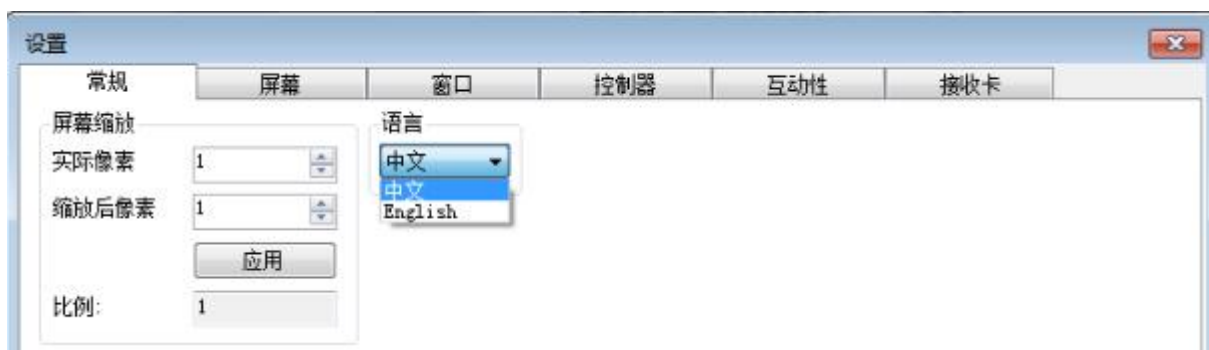 设置
常规 屏幕 窗口 控制器 互动性 接收卡
屏幕缩放 语言
实际像素 1 中文
中文
缩放后像素 1 English
应用
比例: 1